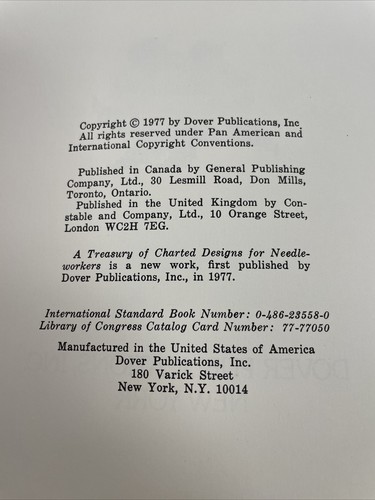 Copyright © 1977 by Dover Publications, Inc.
All rights reserved under Pan American and
International Copyright Conventions.
Published in Canada by General Publishing
Company, Ltd., 30 Lesmill Road, Don Mills,
Toronto, Ontario.
Published in the United Kingdom by Con-
stable and Company, Ltd., 10 Orange Street,
London WC2H 7EG.
A Treasury of Charted Designs for Needle-
workers is a new work, first published by
Dover Publications, Inc., in 1977.
International Standard Book Number: 0-486-23558-0
Library of Congress Catalog Card Number: 77-77050
Manufactured in the United States of America
Dover Publications, Inc.
180 Varick Street
New York, N.Y. 10014